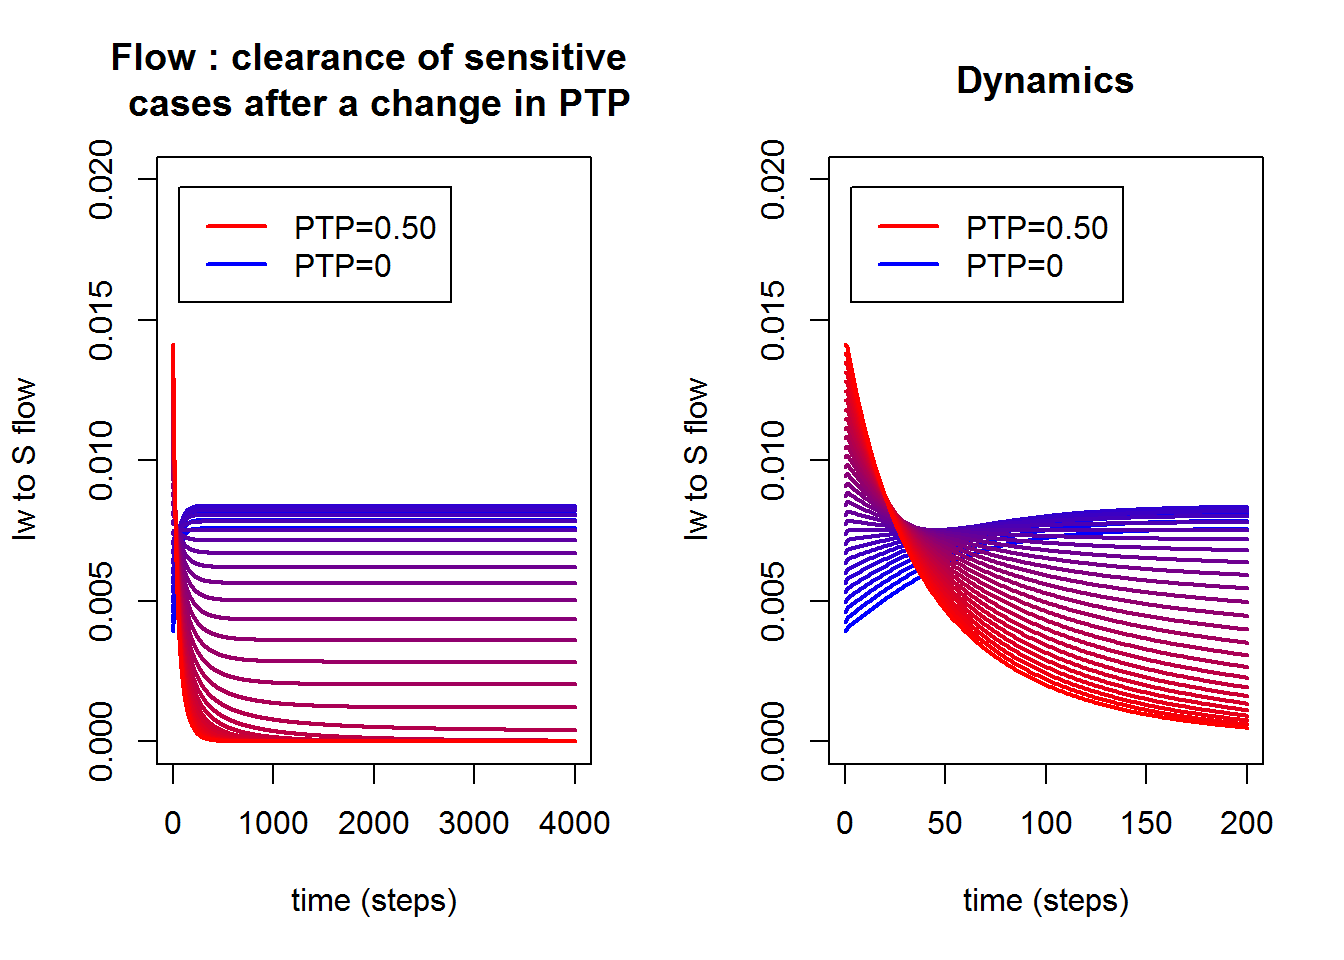 Flow : clearance of sensitive
cases after a change in PTP
0.020
0.015
0.010
0.005
0.000
Iw to S flow
PTP=0.50
PTP=0
0
1000
2000
3000
4000
time (steps)
Dynamics
0.020
0.015
0.010
0.005
0.000
Iw to S flow
PTP=0.50
PTP=0
0
50
100
150
200
time (steps)